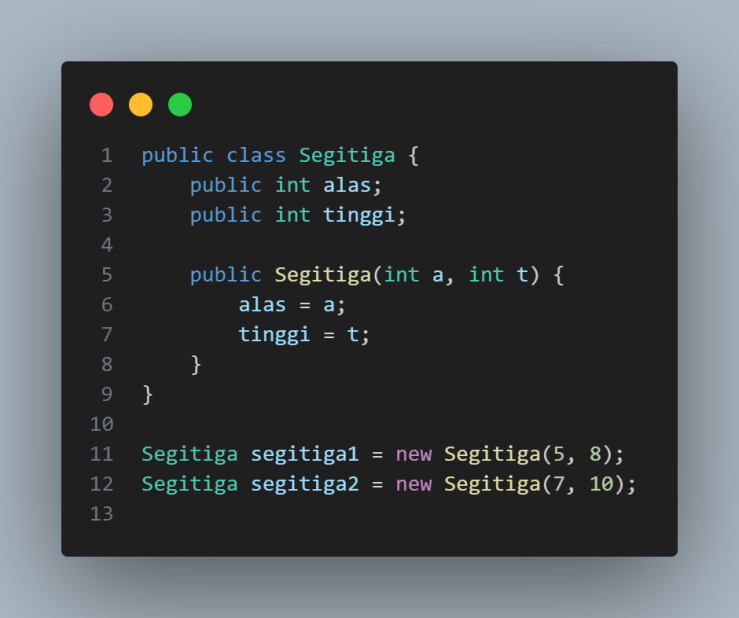 1 public class Segitiga {
2     public int alas;
3     public int tinggi;
4
5     public Segitiga(int a, int t) {
6         alas = a;
7         tinggi = t;
8     }
9 }
10
11 Segitiga segitiga1 = new Segitiga(5, 8);
12 Segitiga segitiga2 = new Segitiga(7, 10);
13